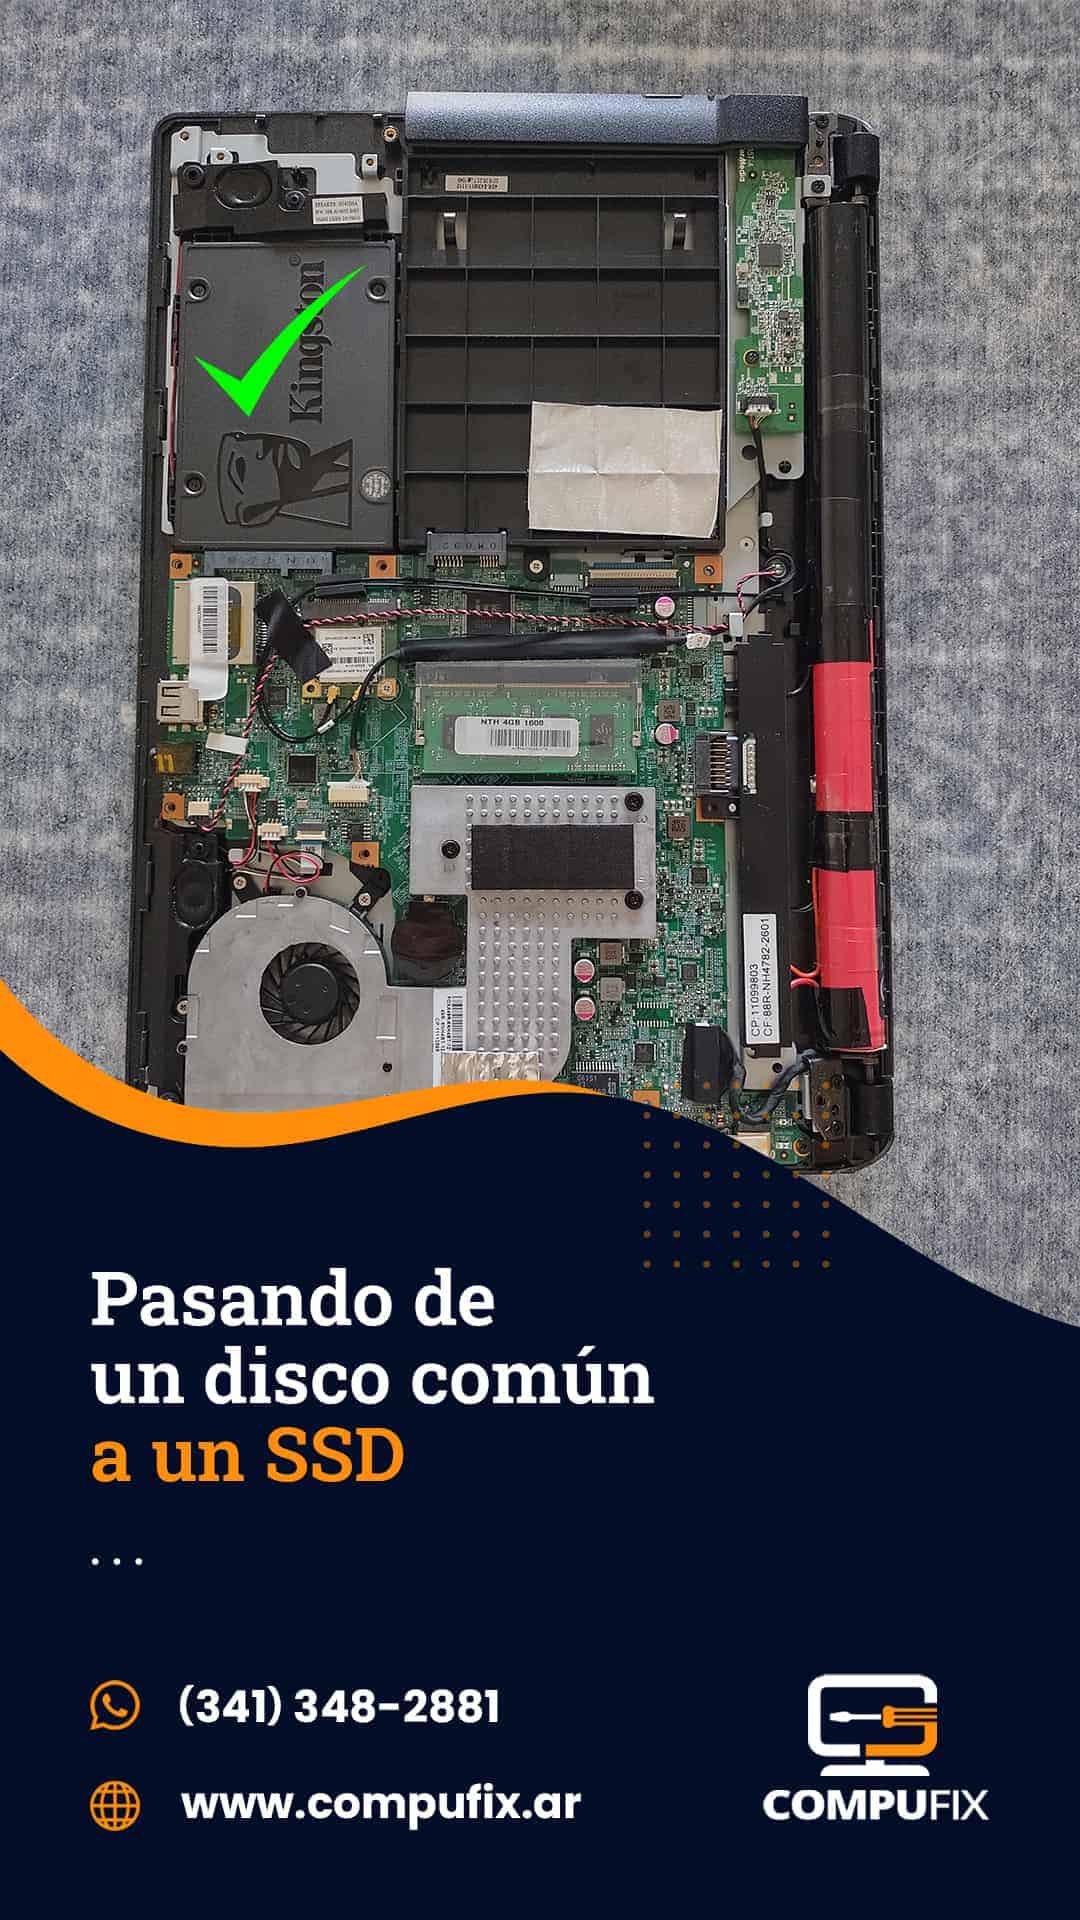 Kingston
NTH 4GB 1600
11
CP:11099803
CF:88R-NH4782-2601
Pasando de
un disco común
a un SSD
...
(341) 348-2881
www.compufix.ar
COMPUFIX